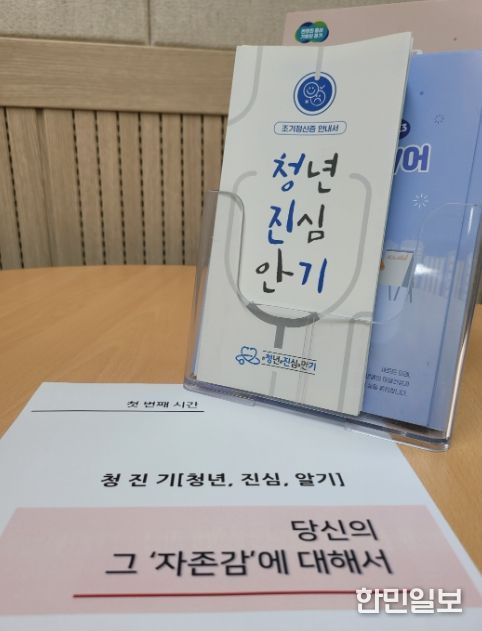 조기정신증 안내서
청년
진심
안기
청년진심안기
첫 번째 시간
청 진 기[청년, 진심, 알기]
당신의
그 ‘자존감’에 대해서
한민일보